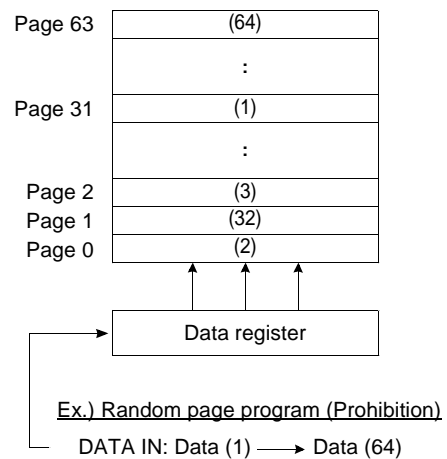 Page 63 (64)
:
Page 31 (1)
:
Page 2 (3)
Page 1 (32)
Page 0 (2)
Data register
Ex.) Random page program (Prohibition)
DATA IN: Data (1) Data (64)